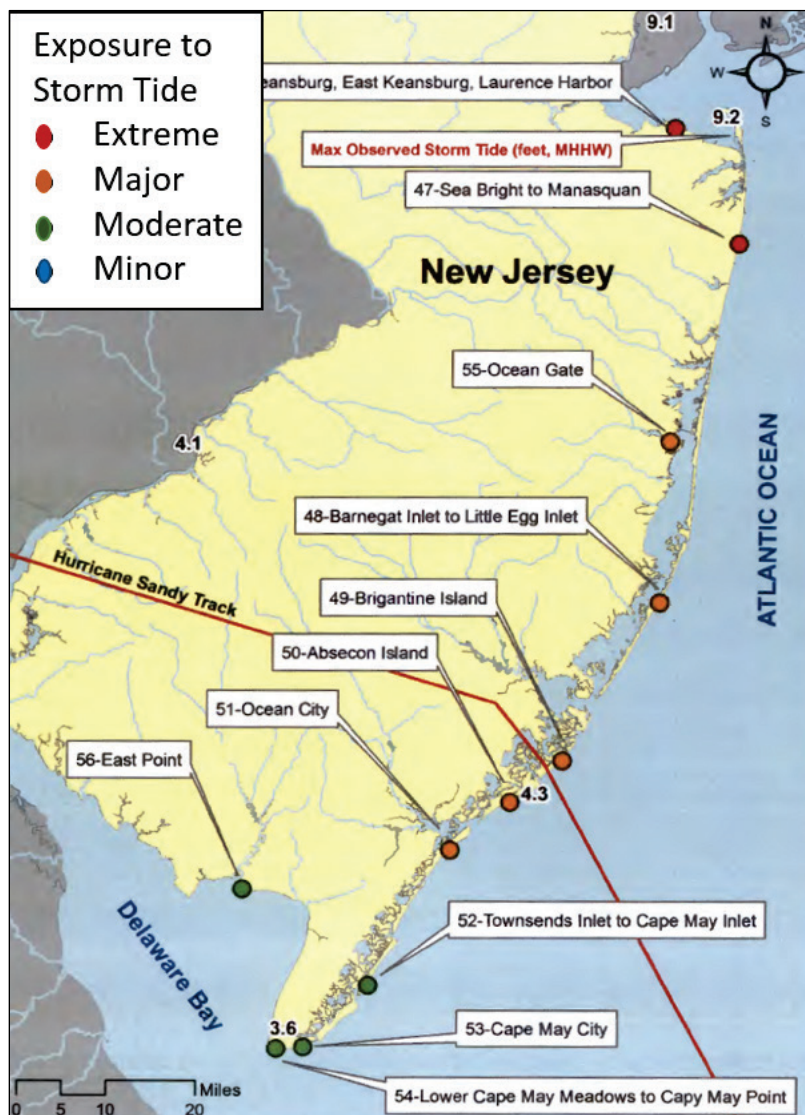 Exposure to
Storm Tide
Extreme
Major
Moderate
Minor
9.1
N
W
E
S
eansburg, East Keansburg, Laurence Harbor
9.2
Max Observed Storm Tide (feet, MHHW)
47-Sea Bright to Manasquan
New Jersey
55-Ocean Gate
4.1
ATLANTIC OCEAN
48-Barnegat Inlet to Little Egg Inlet
Hurricane Sandy Track
49-Brigantine Island
50-Absecon Island
51-Ocean City
56-East Point
4.3
52-Townsends Inlet to Cape May Inlet
Delaware Bay
3.6
53-Cape May City
54-Lower Cape May Meadows to Capy May Point
Miles
0 5 10 20